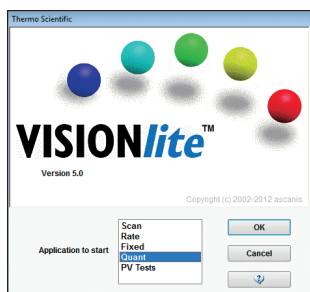 Thermo Scientific
VISIONlite™
Version 5.0
Copyright (c) 2002-2012 ascanis
Application to start
Scan
Rate
Fixed
Quant
PV Tests
OK
Cancel
?